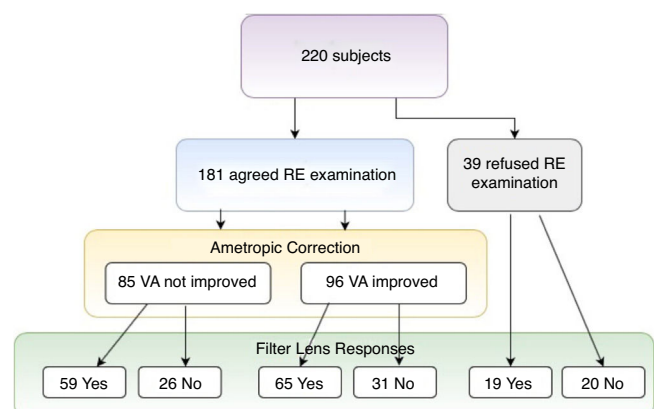 220 subjects
181 agreed RE examination
39 refused RE
examination
Ametropic Correction
85 VA not improved
96 VA improved
Filter Lens Responses
59 Yes
26 No
65 Yes
31 No
19 Yes
20 No